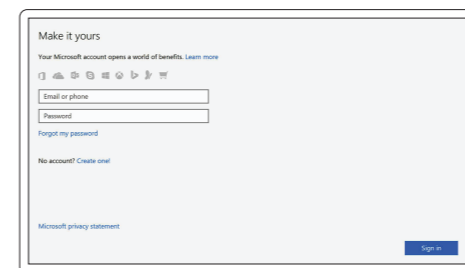 Make it yours
Your Microsoft account opens a world of benefits. Learn more
Email or phone
Password
Forgot my password
No account? Create one!
Microsoft privacy statement
Sign in